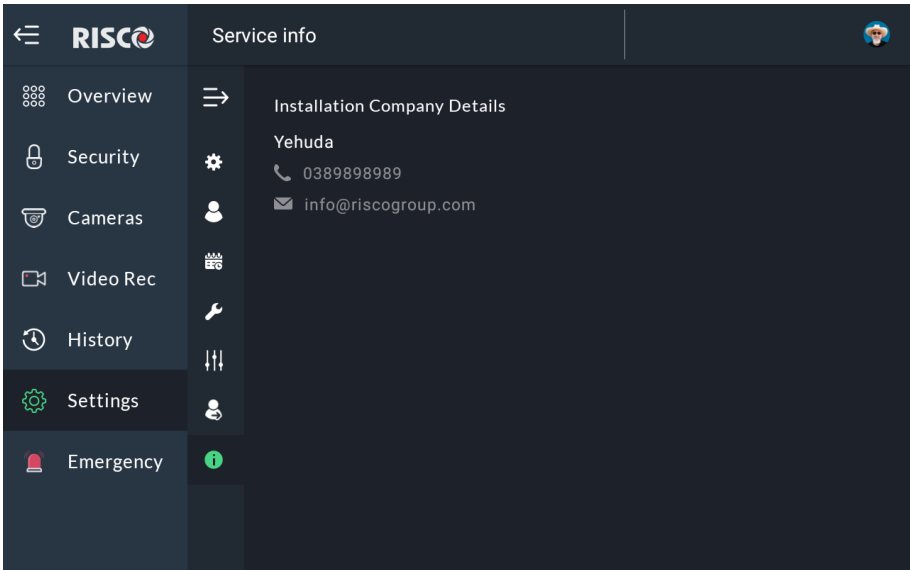 RISCO
Service info
Overview
Security
Cameras
Video Rec
History
Settings
Emergency
Installation Company Details
Yehuda
0389898989
info@riscogroup.com